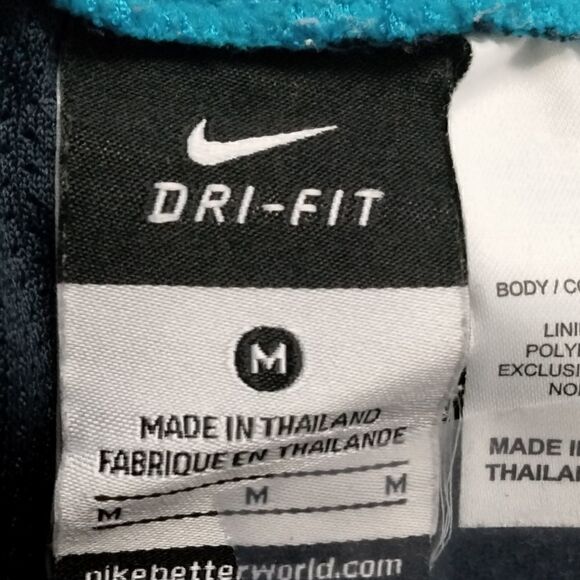 DRI-FIT
M
MADE IN THAILAND
FABRIQUE EN THAILANDE
M M M
nikebetterworld.com
BODY / CO
LINI
POLYE
EXCLUSI
NO
MADE IN
THAILA